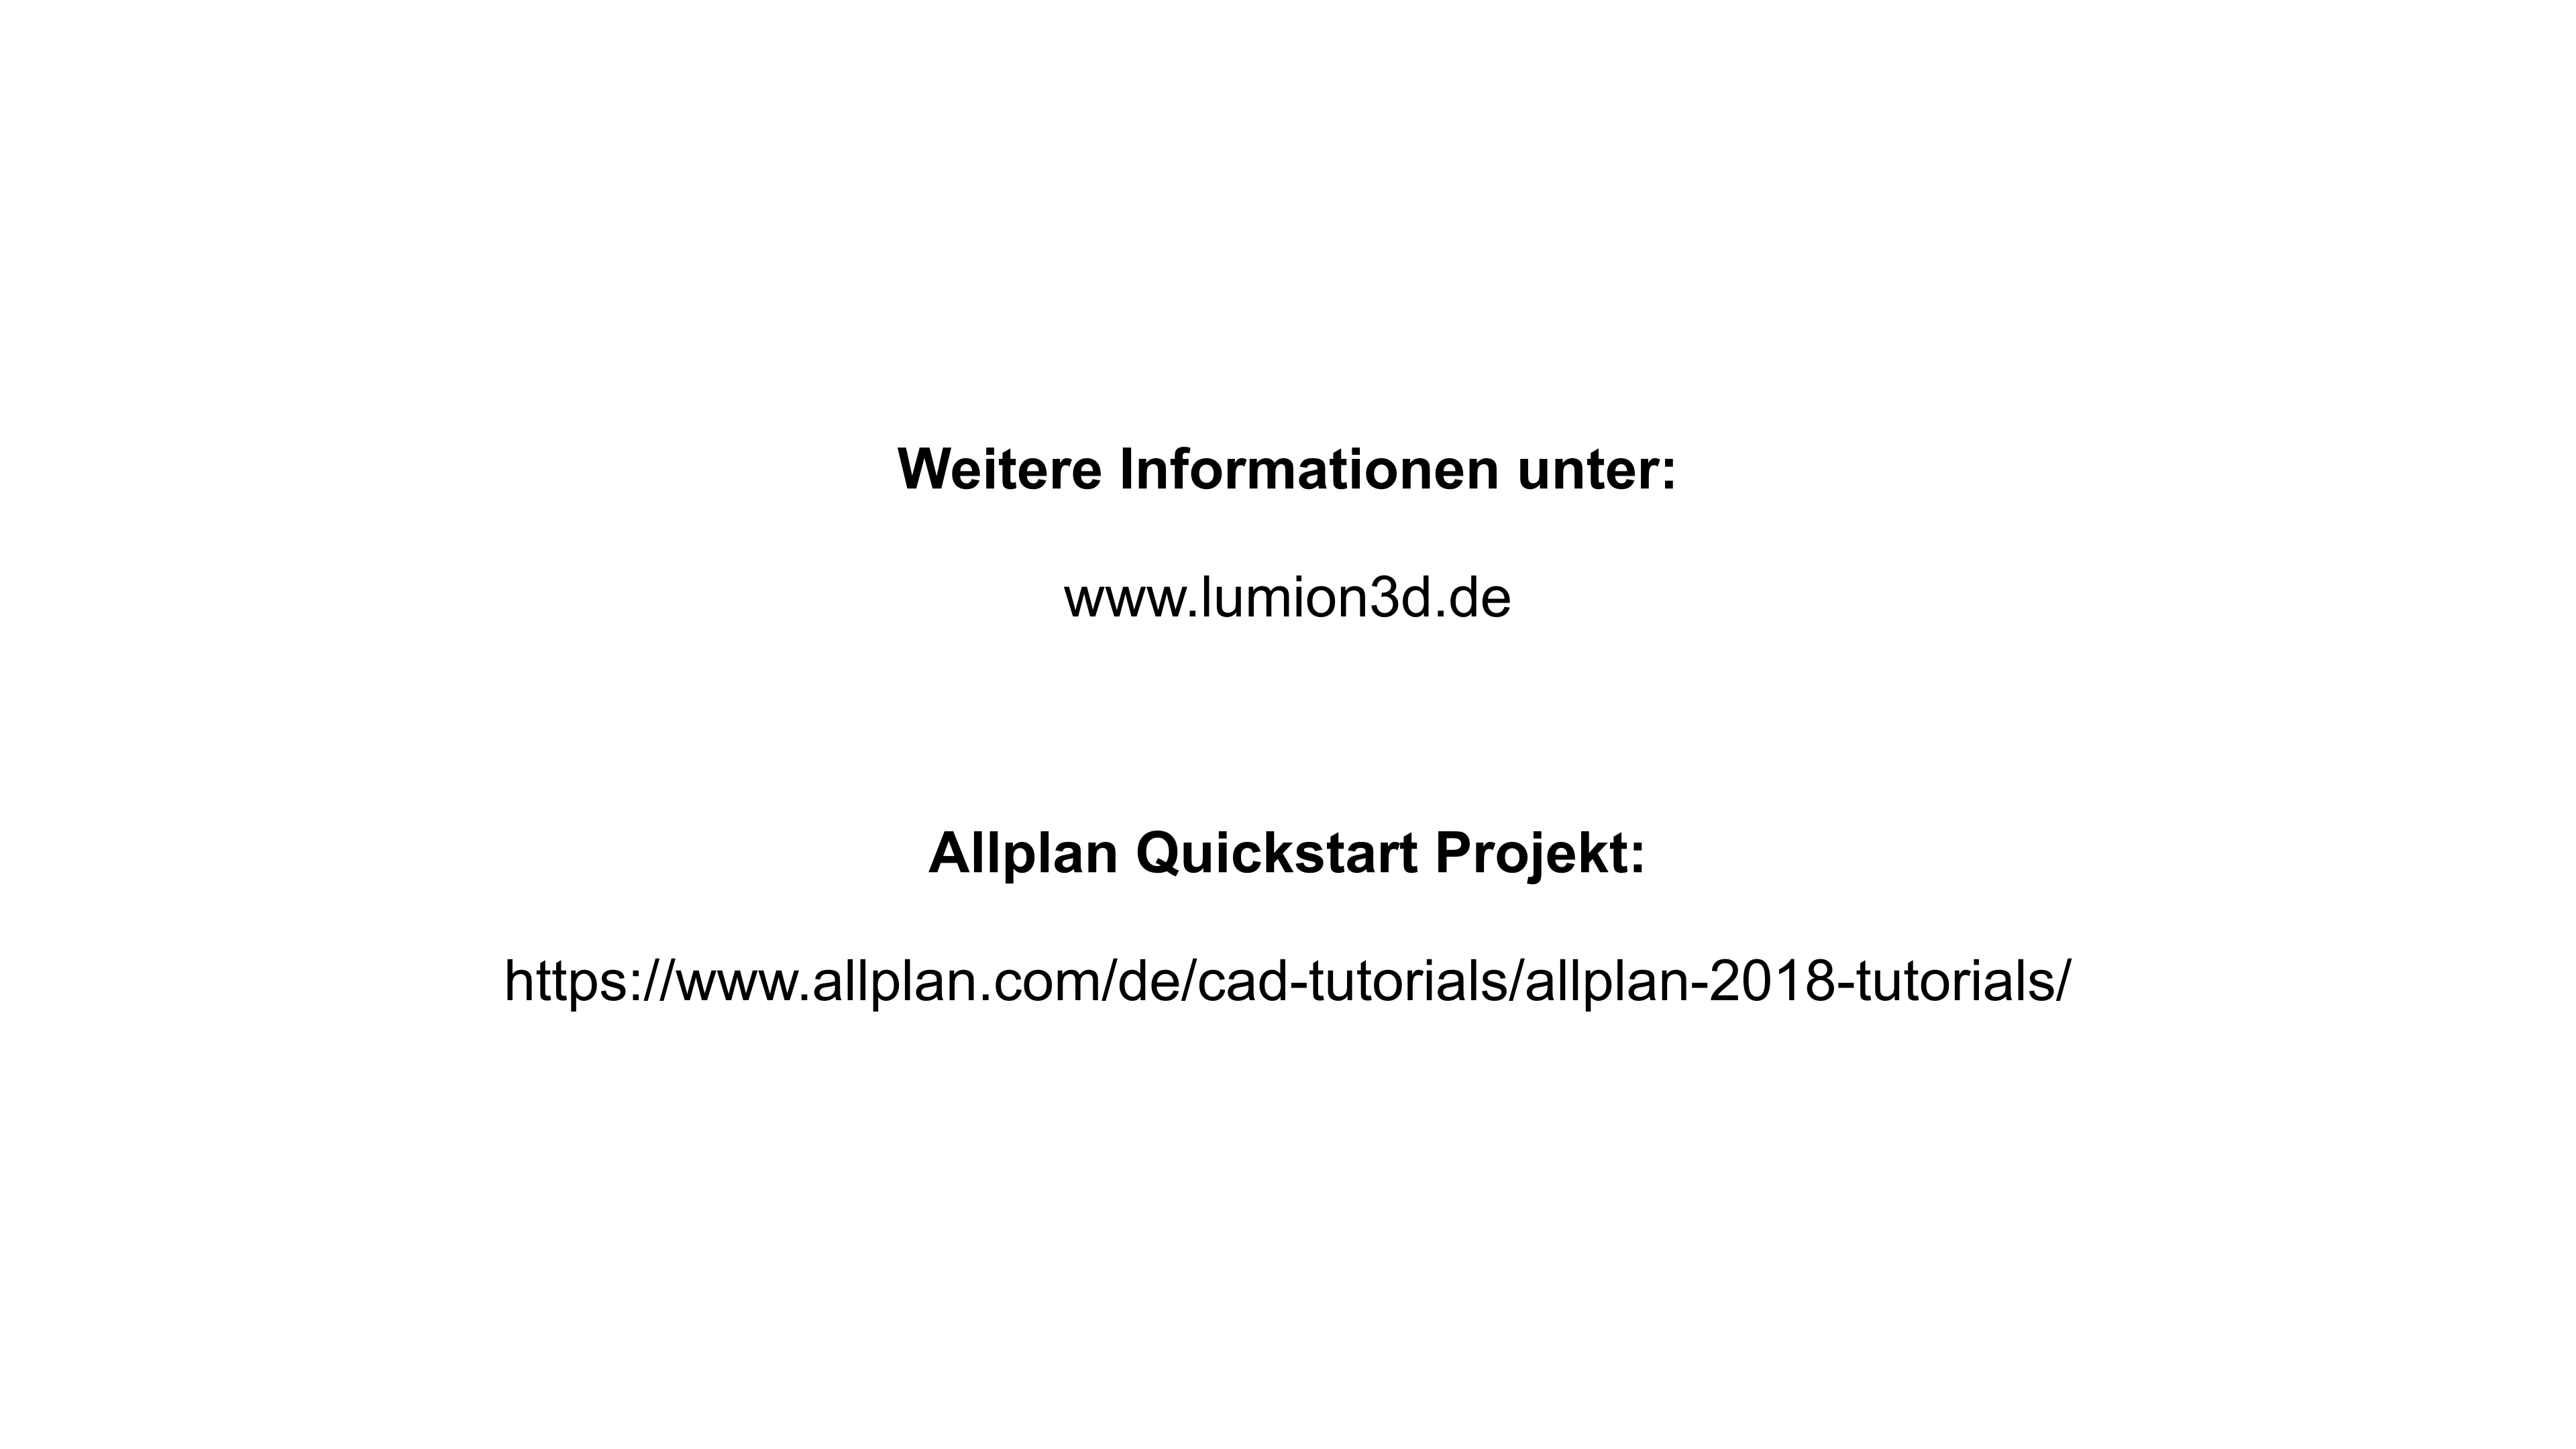 Weitere Informationen unter:
www.lumion3d.de
Allplan Quickstart Projekt:
https://www.allplan.com/de/cad-tutorials/allplan-2018-tutorials/